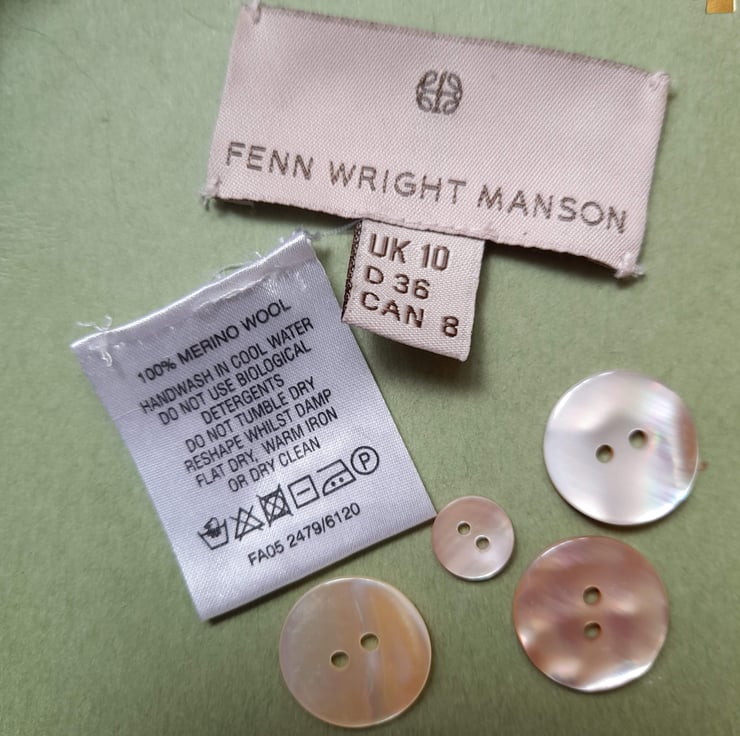 FENN WRIGHT MANSON
UK 10
D 36
CAN 8
100% MERINO WOOL
HANDWASH IN COOL WATER
DO NOT USE BIOLOGICAL
DETERGENTS
DO NOT TUMBLE DRY
RESHAPE WHILST DAMP
FLAT DRY, WARM IRON
OR DRY CLEAN
P
FA05 2479/6120